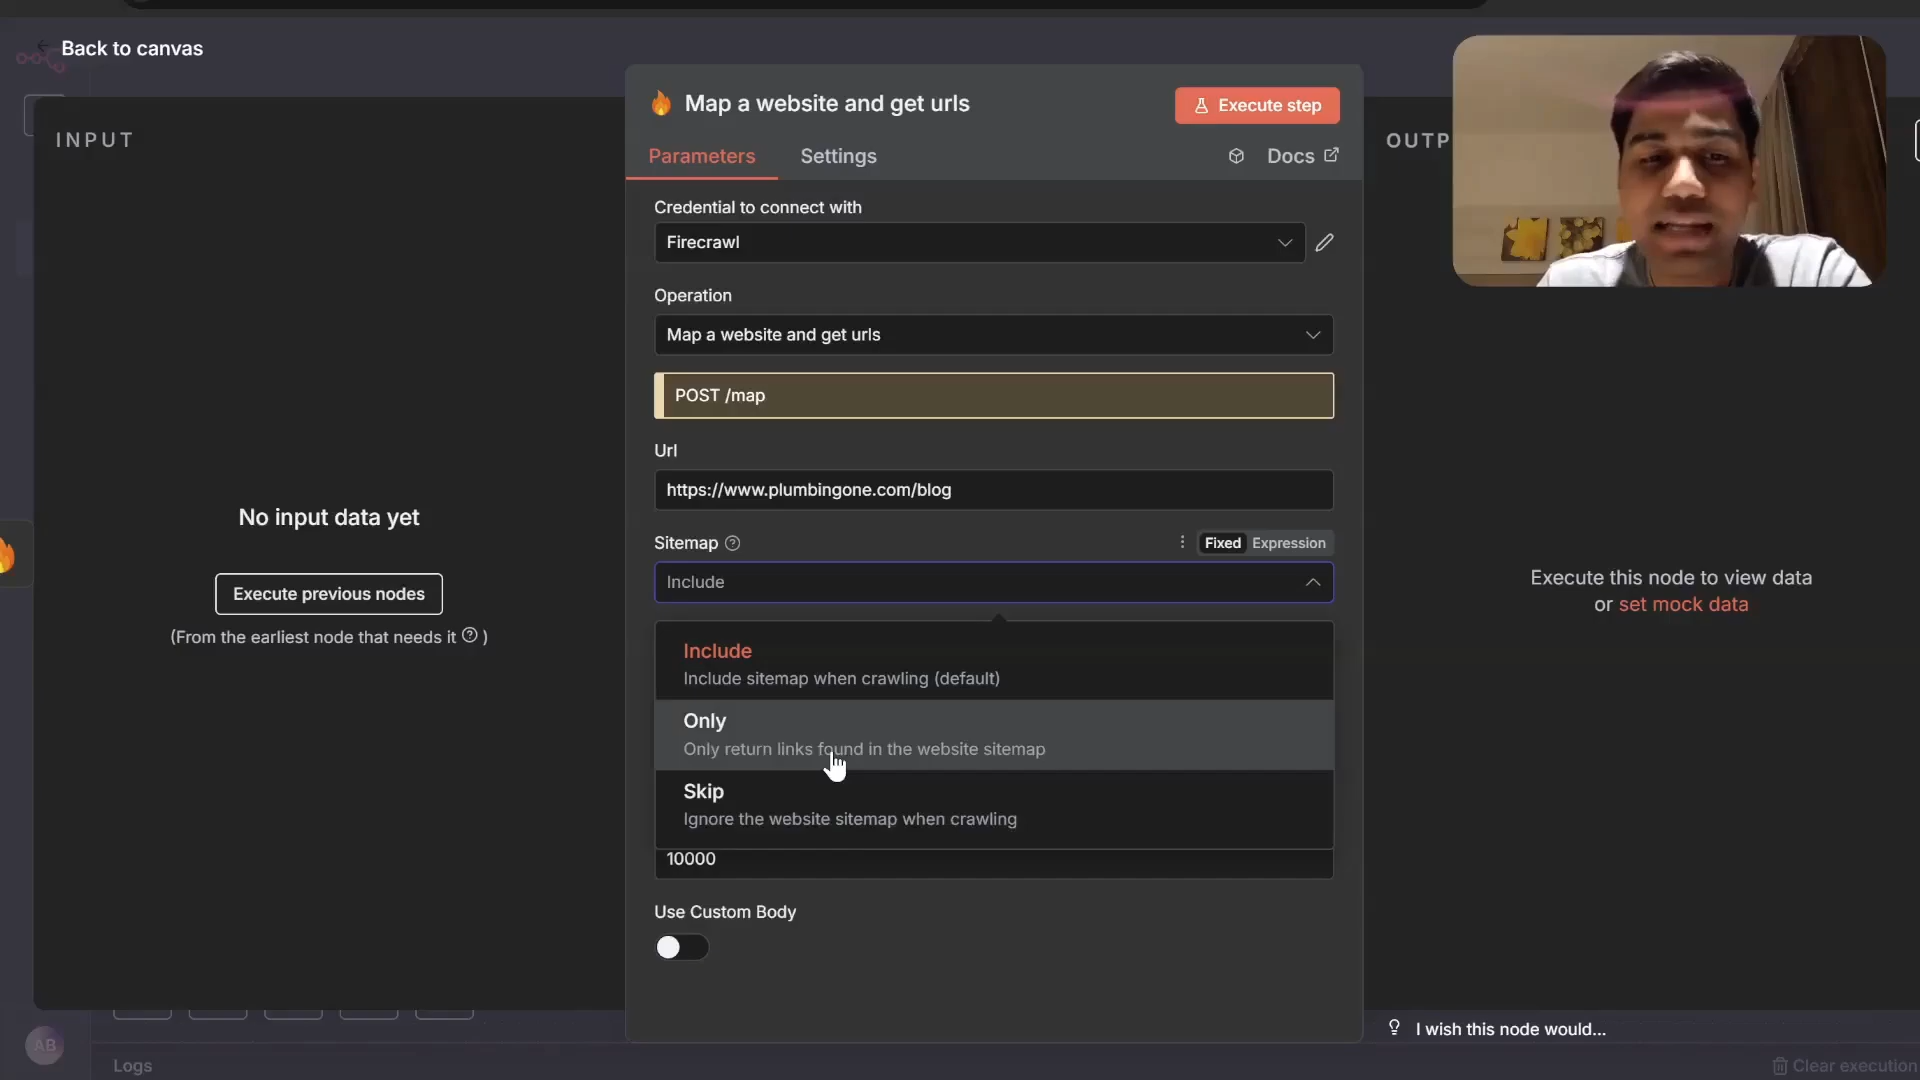 Back to canvas
INPUT
Map a website and get urls
Execute step
Parameters
Settings
Docs
OUTP
Credential to connect with
Firecrawl
Operation
Map a website and get urls
POST /map
Url
https://www.plumbingone.com/blog
No input data yet
Sitemap
Fixed
Expression
Include
Execute previous nodes
(From the earliest node that needs it )
Execute this node to view data
or set mock data
Include
Include sitemap when crawling (default)
Only
Only return links found in the website sitemap
Skip
Ignore the website sitemap when crawling
10000
Use Custom Body
I wish this node would...
AB
Logs
Clear execution